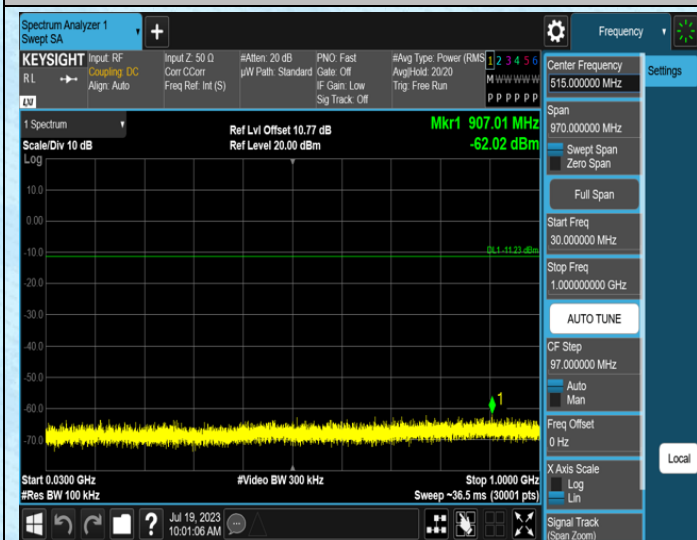 Spectrum Analyzer 1
Swept SA
+
Frequency
KEYSIGHT
RL
LXI
Input: RF
Coupling: DC
Align: Auto
Input Z: 50 Ω
Corr CCorr
Freq Ref: Int (S)
#Atten: 20 dB
µW Path: Standard
PNO: Fast
Gate: Off
IF Gain: Low
Sig Track: Off
#Avg Type: Power (RMS
Avg|Hold: 20/20
Trig: Free Run
1 2 3 4 5 6
M W W W W W
P P P P P P
1 Spectrum
Scale/Div 10 dB
Log
Ref Lvl Offset 10.77 dB
Ref Level 20.00 dBm
Mkr1 907.01 MHz
-62.02 dBm
10.0
0.00
-10.0
DL1 -11.23 dBm
-20.0
-30.0
-40.0
-50.0
-60.0
1
-70.0
Start 0.0300 GHz
#Res BW 100 kHz
#Video BW 300 kHz
Stop 1.0000 GHz
Sweep ~36.5 ms (30001 pts)
?
Jul 19, 2023
10:01:06 AM
Center Frequency
515.000000 MHz
Span
970.000000 MHz
Swept Span
Zero Span
Full Span
Start Freq
30.000000 MHz
Stop Freq
1.000000000 GHz
AUTO TUNE
CF Step
97.000000 MHz
Auto
Man
Freq Offset
0 Hz
X Axis Scale
Log
Lin
Signal Track
(Span Zoom)
Settings
Local